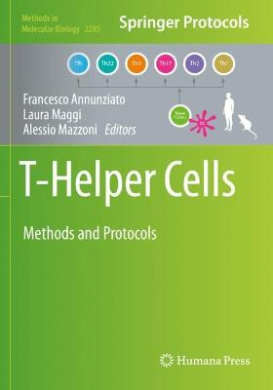 Methods in
Molecular Biology 2285
Springer Protocols
Tfh
Th22
Th9
Th17
Th2
Th1
Francesco Annunziato
Laura Maggi
Alessio Mazzoni Editors
T-Helper Cells
Methods and Protocols
Humana Press